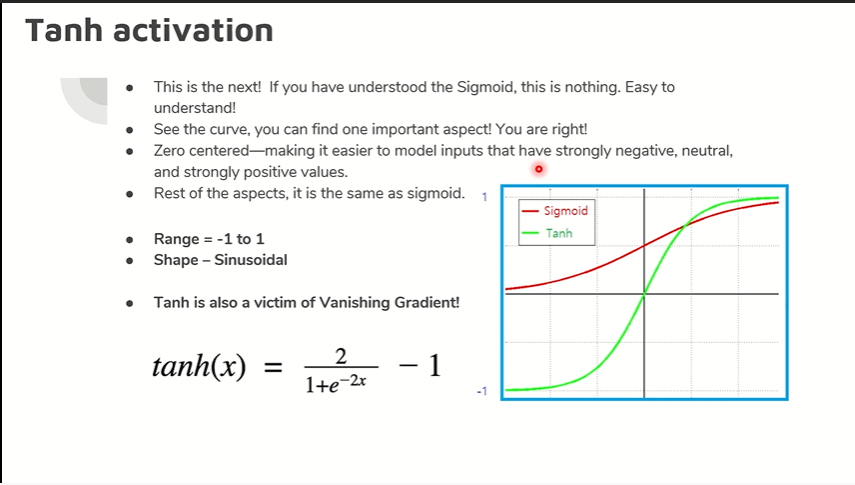 Tanh activation
• This is the next! If you have understood the Sigmoid, this is nothing. Easy to
understand!
• See the curve, you can find one important aspect! You are right!
• Zero centered—making it easier to model inputs that have strongly negative, neutral,
and strongly positive values.
• Rest of the aspects, it is the same as sigmoid.
• Range = -1 to 1
• Shape – Sinusoidal
• Tanh is also a victim of Vanishing Gradient!
tanh(x) = 2 / (1+e^{-2x}) − 1
1
Sigmoid
Tanh
-1